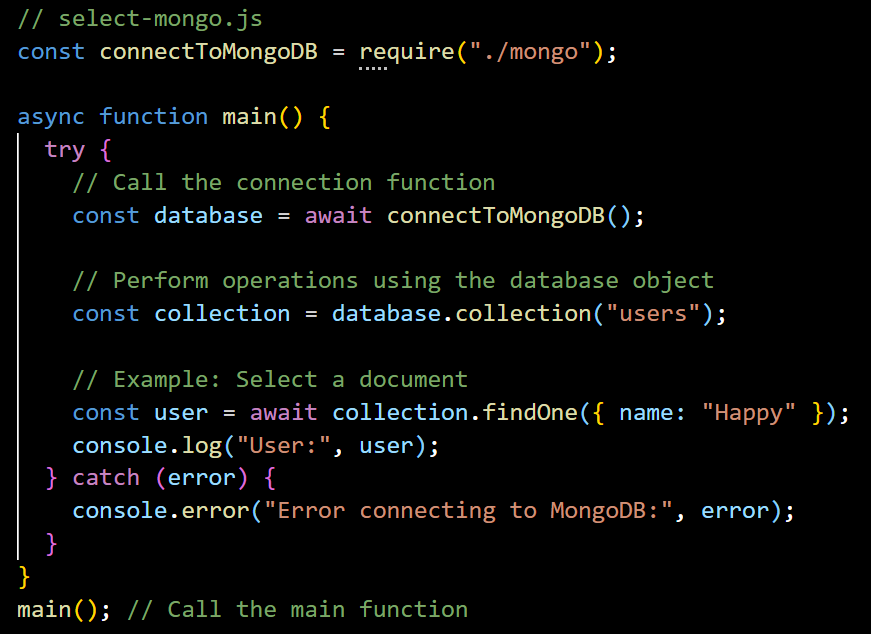 // select-mongo.js
const connectToMongoDB = require("./mongo");
async function main() {
try {
// Call the connection function
const database = await connectToMongoDB();
// Perform operations using the database object
const collection = database.collection("users");
// Example: Select a document
const user = await collection.findOne({ name: "Happy" });
console.log("User:", user);
} catch (error) {
console.error("Error connecting to MongoDB:", error);
}
}
main(); // Call the main function